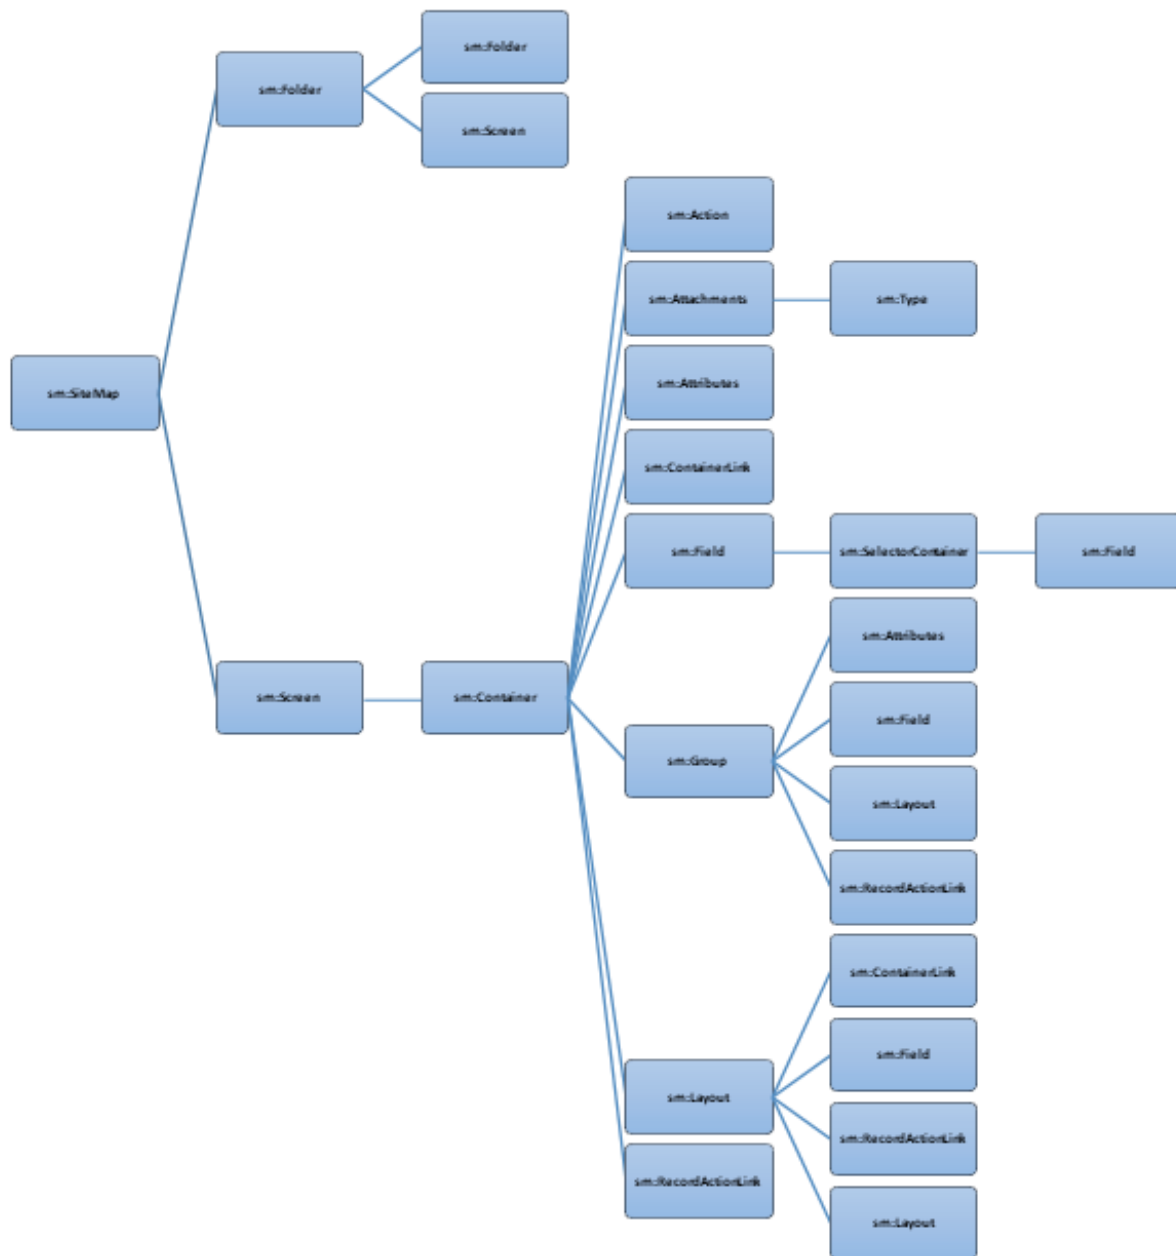 sm:Folder
sm:Folder
sm:Screen
sm:Action
sm:Attachments
sm:Type
sm:SiteMap
sm:Attributes
sm:ContainerLink
sm:Field
sm:SelectorContainer
sm:Field
sm:Attributes
sm:Screen
sm:Container
sm:Field
sm:Group
sm:Layout
sm:RecordActionLink
sm:ContainerLink
sm:Field
sm:Layout
sm:RecordActionLink
sm:RecordActionLink
sm:Layout